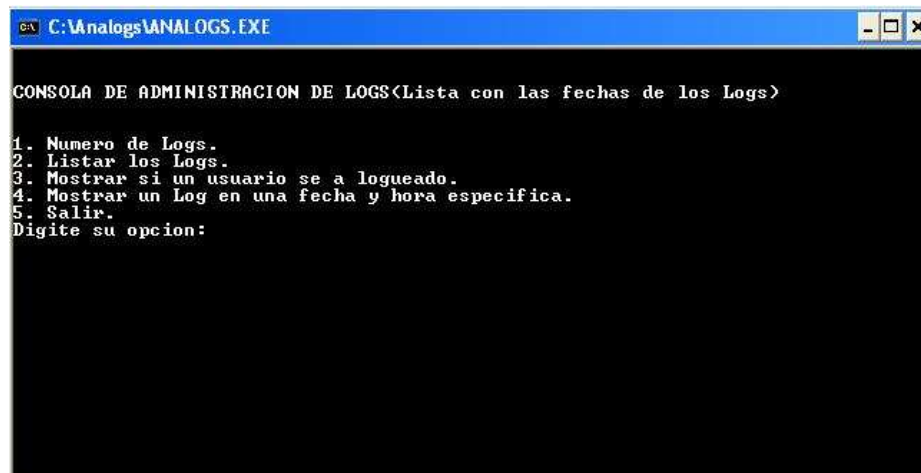 C:\Analogs\ANALOGS.EXE
CONSOLA DE ADMINISTRACION DE LOGS(Lista con las fechas de los Logs)
1. Numero de Logs.
2. Listar los Logs.
3. Mostrar si un usuario se a logueado.
4. Mostrar un Log en una fecha y hora especifica.
5. Salir.
Digite su opcion: